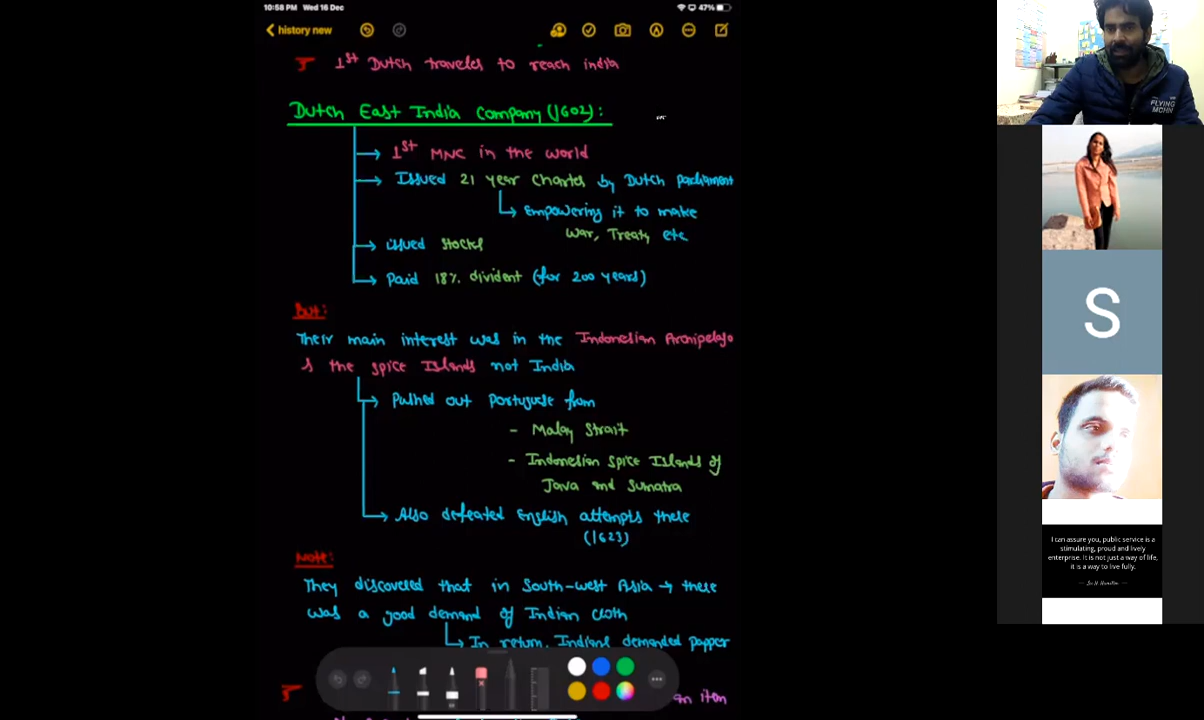 10:58 PM Wed 16 Dec
47%
history new
1st Dutch traveler to reach india
Dutch East India Company (1602):
1st MNC in the world
Issued 21 year Charter by Dutch parliament
Empowering it to make
War, Treaty etc
issued stocks
Paid 18% divident (for 200 years)
But:
Their main interest was in the Indonesian Archipelago
& the spice Islands not India
Pushed out portuguese from
- Malay Strait
- Indonesian spice Islands of
Java and Sumatra
Also defeated English attempts there
(1623)
Note:
They discovered that in South-west Asia → there
was a good demand of Indian cloth
In return, Indians demanded papper
FLYING
S
I can assure you, public service is a
stimulating, proud and lively
enterprise. It is not just a way of life,
it is a way to live fully.